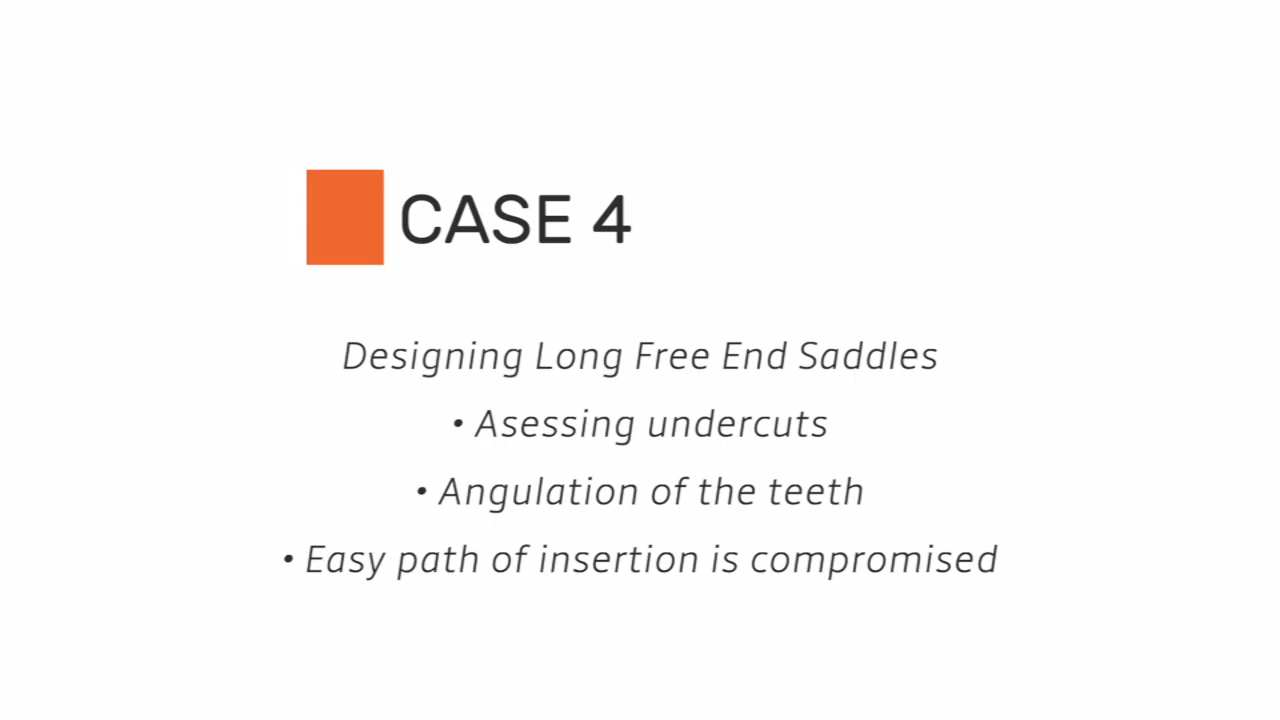 CASE 4
Designing Long Free End Saddles
• Asessing undercuts
• Angulation of the teeth
• Easy path of insertion is compromised